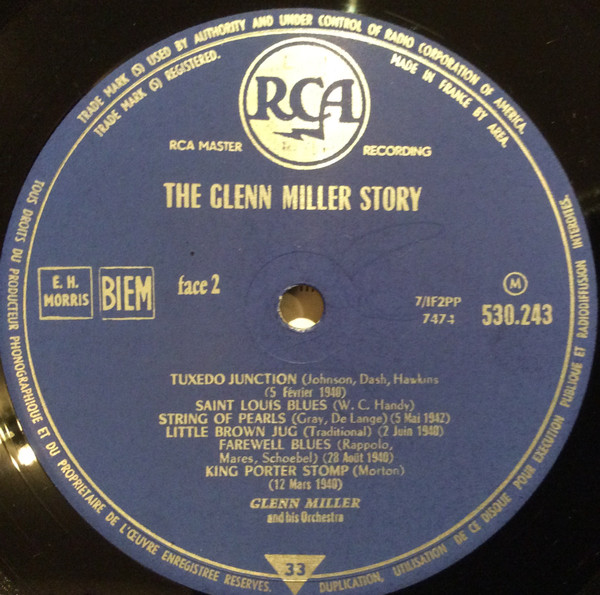 TRADE MARK (S) USED BY AUTHORITY AND UNDER CONTROL OF RADIO CORPORATION OF AMERICA.
TRADE MARK (S) REGISTERED.
MADE IN FRANCE BY AREA.
RCA
RCA MASTER RECORDING
THE GLENN MILLER STORY
E. H. MORRIS
BIEM
face 2
M
7/1F2PP
7474
530.243
TUXEDO JUNCTION (Johnson, Dash, Hawkins
(5 Février 1940)
SAINT LOUIS BLUES (W. C. Handy)
STRING OF PEARLS (Gray, De Lange) (5 Mai 1942)
LITTLE BROWN JUG (Traditional) (2 Juin 1940)
FAREWELL BLUES (Rappolo,
Mares, Schoebel) (28 Août 1940)
KING PORTER STOMP (Morton)
(12 Mars 1940)
GLENN MILLER
and his Orchestra
33
TOUS DROITS DU PRODUCTEUR PHONOGRAPHIQUE ET DU PROPRIETAIRE DE L'ŒUVRE ENREGISTREE RESERVES. DUPLICATION, UTILISATION DE CE DISQUE POUR EXECUTION PUBLIQUE ET RADIODIFFUSION INTERDITES.